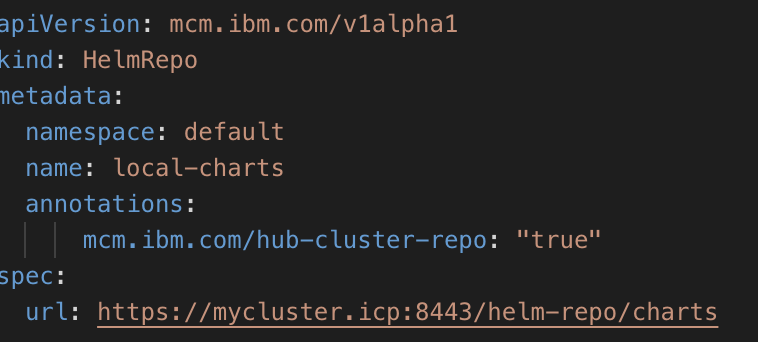 apiVersion: mcm.ibm.com/v1alpha1
kind: HelmRepo
metadata:
  namespace: default
  name: local-charts
  annotations:
      mcm.ibm.com/hub-cluster-repo: "true"
spec:
  url: https://mycluster.icp:8443/helm-repo/charts